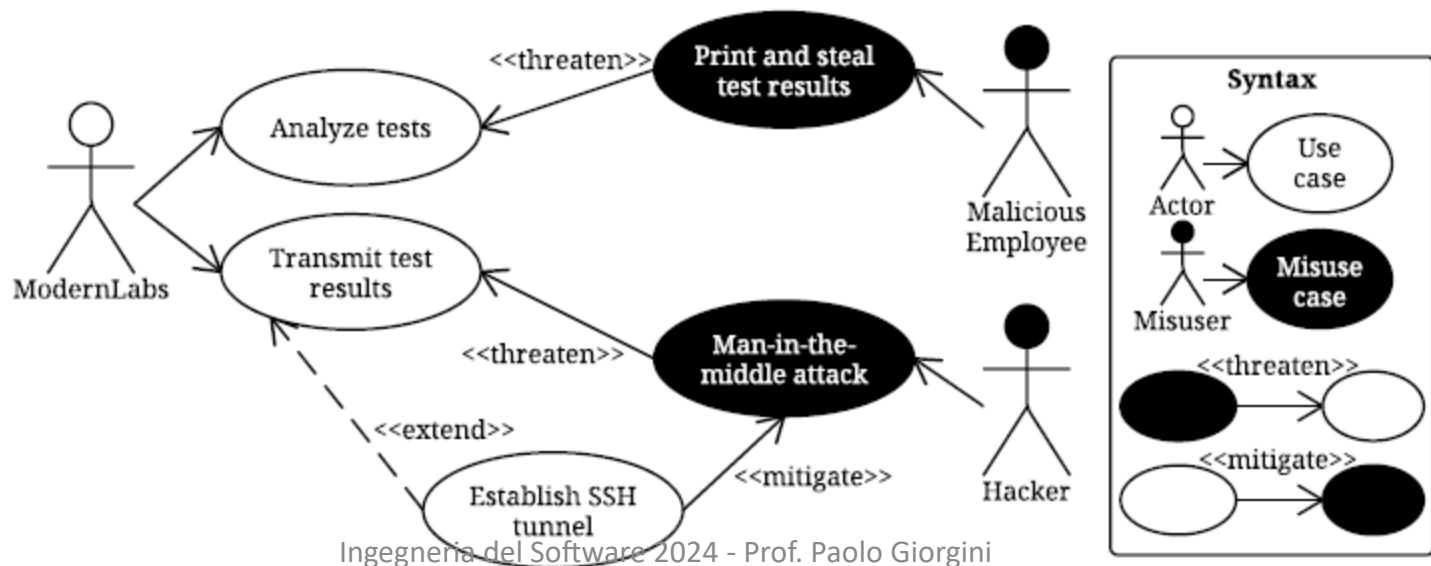 <<threaten>>
Print and steal
test results
Analyze tests
ModernLabs
Malicious
Employee
Transmit test
results
<<threaten>>
Man-in-the-
middle attack
<<extend>>
<<mitigate>>
Hacker
Establish SSH
tunnel
Syntax
Actor
Use
case
Misuser
Misuse
case
<<threaten>>
<<mitigate>>
Ingegneria del Software 2024 - Prof. Paolo Giorgini